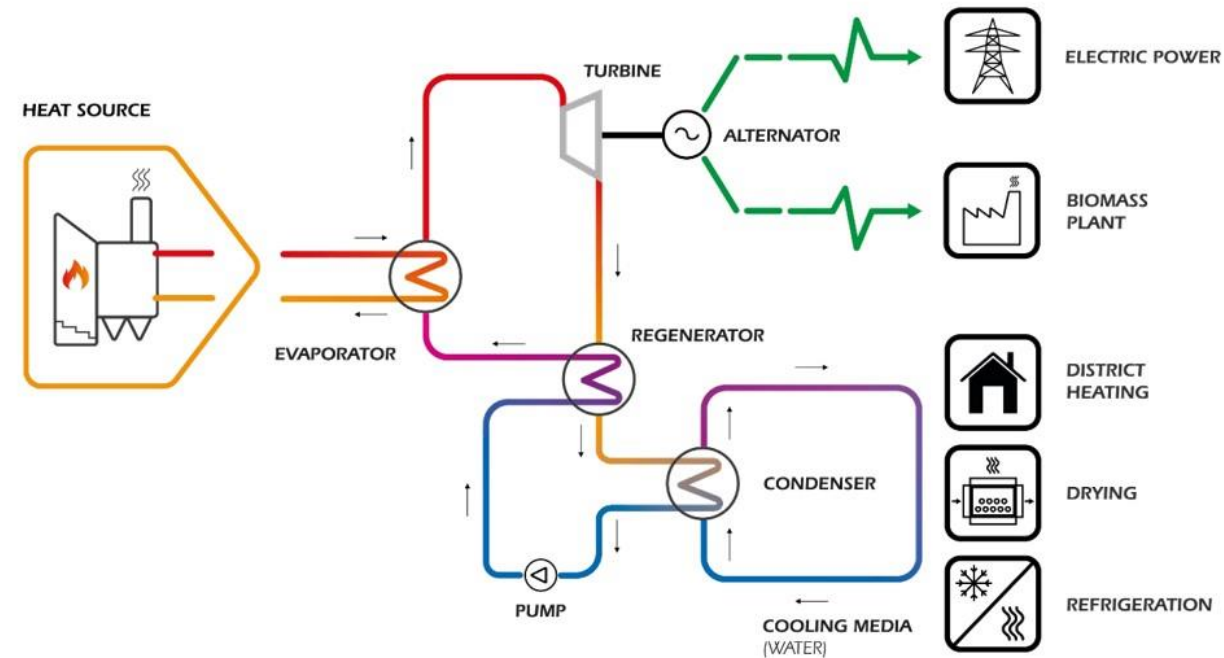 TURBINE
ELECTRIC POWER
HEAT SOURCE
ALTERNATOR
BIOMASS
PLANT
REGENERATOR
EVAPORATOR
DISTRICT
HEATING
CONDENSER
DRYING
PUMP
COOLING MEDIA
(WATER)
REFRIGERATION